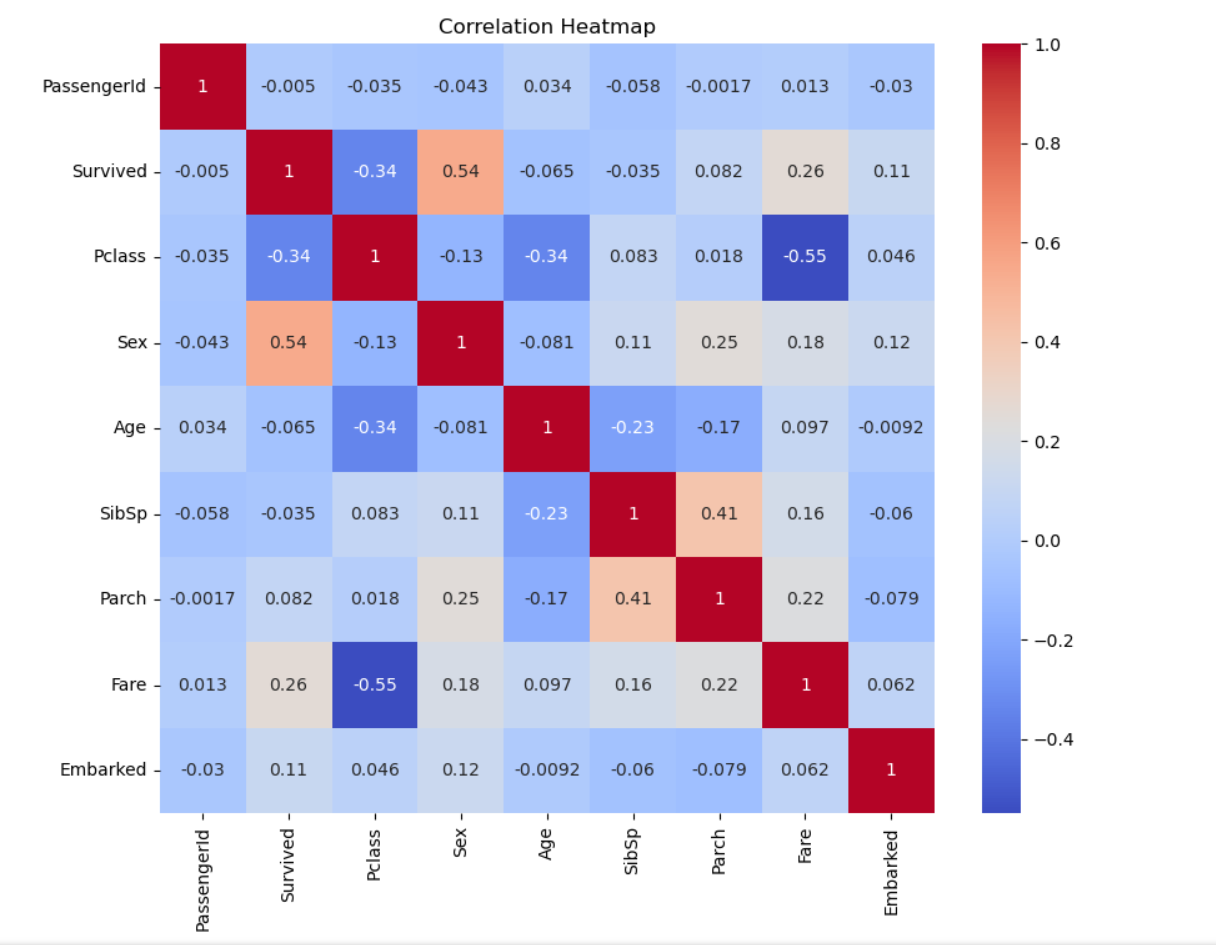 Correlation Heatmap
PassengerId 1 -0.005 -0.035 -0.043 0.034 -0.058 -0.0017 0.013 -0.03
Survived -0.005 1 -0.34 0.54 -0.065 -0.035 0.082 0.26 0.11
Pclass -0.035 -0.34 1 -0.13 -0.34 0.083 0.018 -0.55 0.046
Sex -0.043 0.54 -0.13 1 -0.081 0.11 0.25 0.18 0.12
Age 0.034 -0.065 -0.34 -0.081 1 -0.23 -0.17 0.097 -0.0092
SibSp -0.058 -0.035 0.083 0.11 -0.23 1 0.41 0.16 -0.06
Parch -0.0017 0.082 0.018 0.25 -0.17 0.41 1 0.22 -0.079
Fare 0.013 0.26 -0.55 0.18 0.097 0.16 0.22 1 0.062
Embarked -0.03 0.11 0.046 0.12 -0.0092 -0.06 -0.079 0.062 1
PassengerId Survived Pclass Sex Age SibSp Parch Fare Embarked
1.0
0.8
0.6
0.4
0.2
0.0
−0.2
−0.4